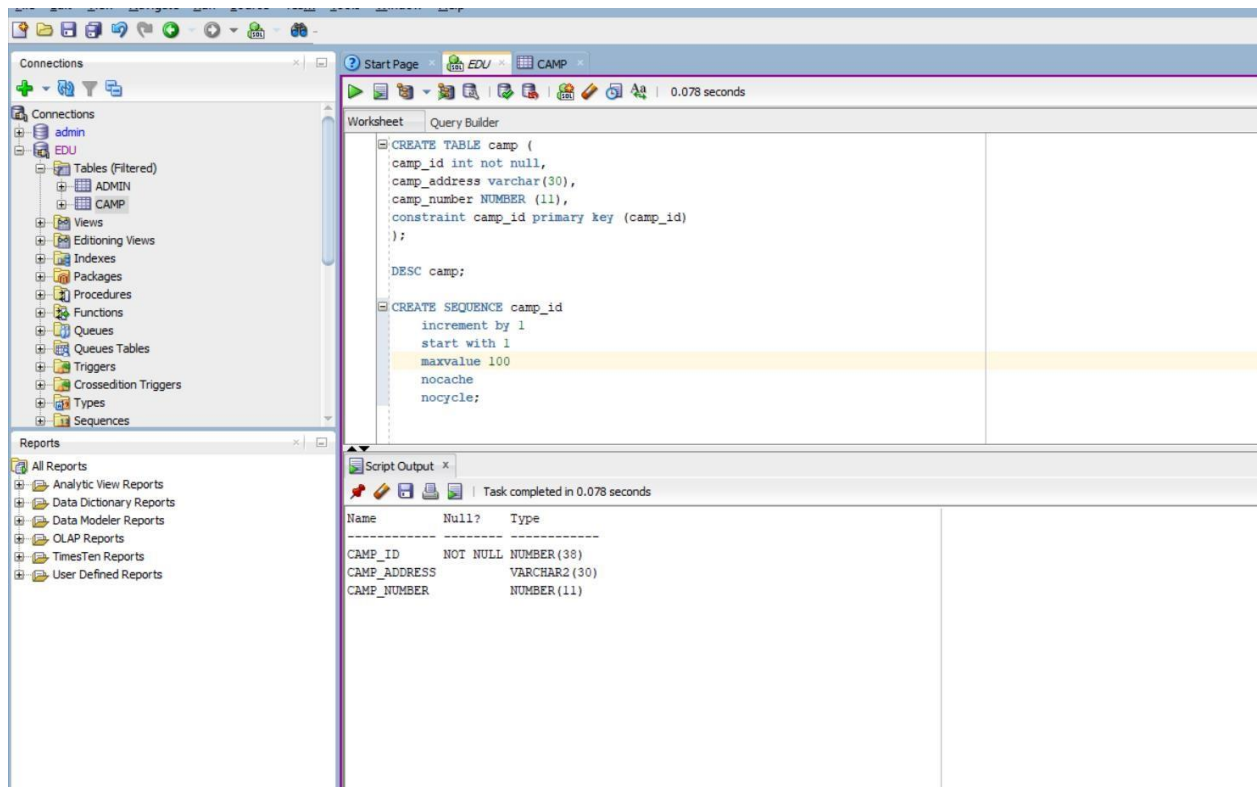 Connections
Connections
admin
EDU
Tables (Filtered)
ADMIN
CAMP
Views
Editioning Views
Indexes
Packages
Procedures
Functions
Queues
Queues Tables
Triggers
Crossedition Triggers
Types
Sequences
Reports
All Reports
Analytic View Reports
Data Dictionary Reports
Data Modeler Reports
OLAP Reports
TimesTen Reports
User Defined Reports
Start Page EDU CAMP
0.078 seconds
Worksheet Query Builder
CREATE TABLE camp (
camp_id int not null,
camp_address varchar(30),
camp_number NUMBER (11),
constraint camp_id primary key (camp_id)
);
DESC camp;
CREATE SEQUENCE camp_id
increment by 1
start with 1
maxvalue 100
nocache
nocycle;
Script Output x
Task completed in 0.078 seconds
Name Null? Type
------------ -------- ------------
CAMP_ID NOT NULL NUMBER(38)
CAMP_ADDRESS VARCHAR2(30)
CAMP_NUMBER NUMBER(11)